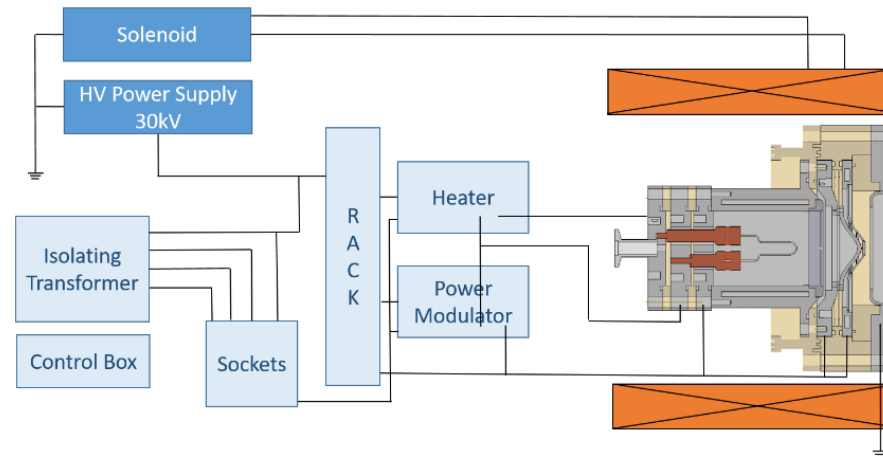 Solenoid
HV Power Supply
30kV
R
A
C
K
Heater
Isolating
Transformer
Power
Modulator
Control Box
Sockets